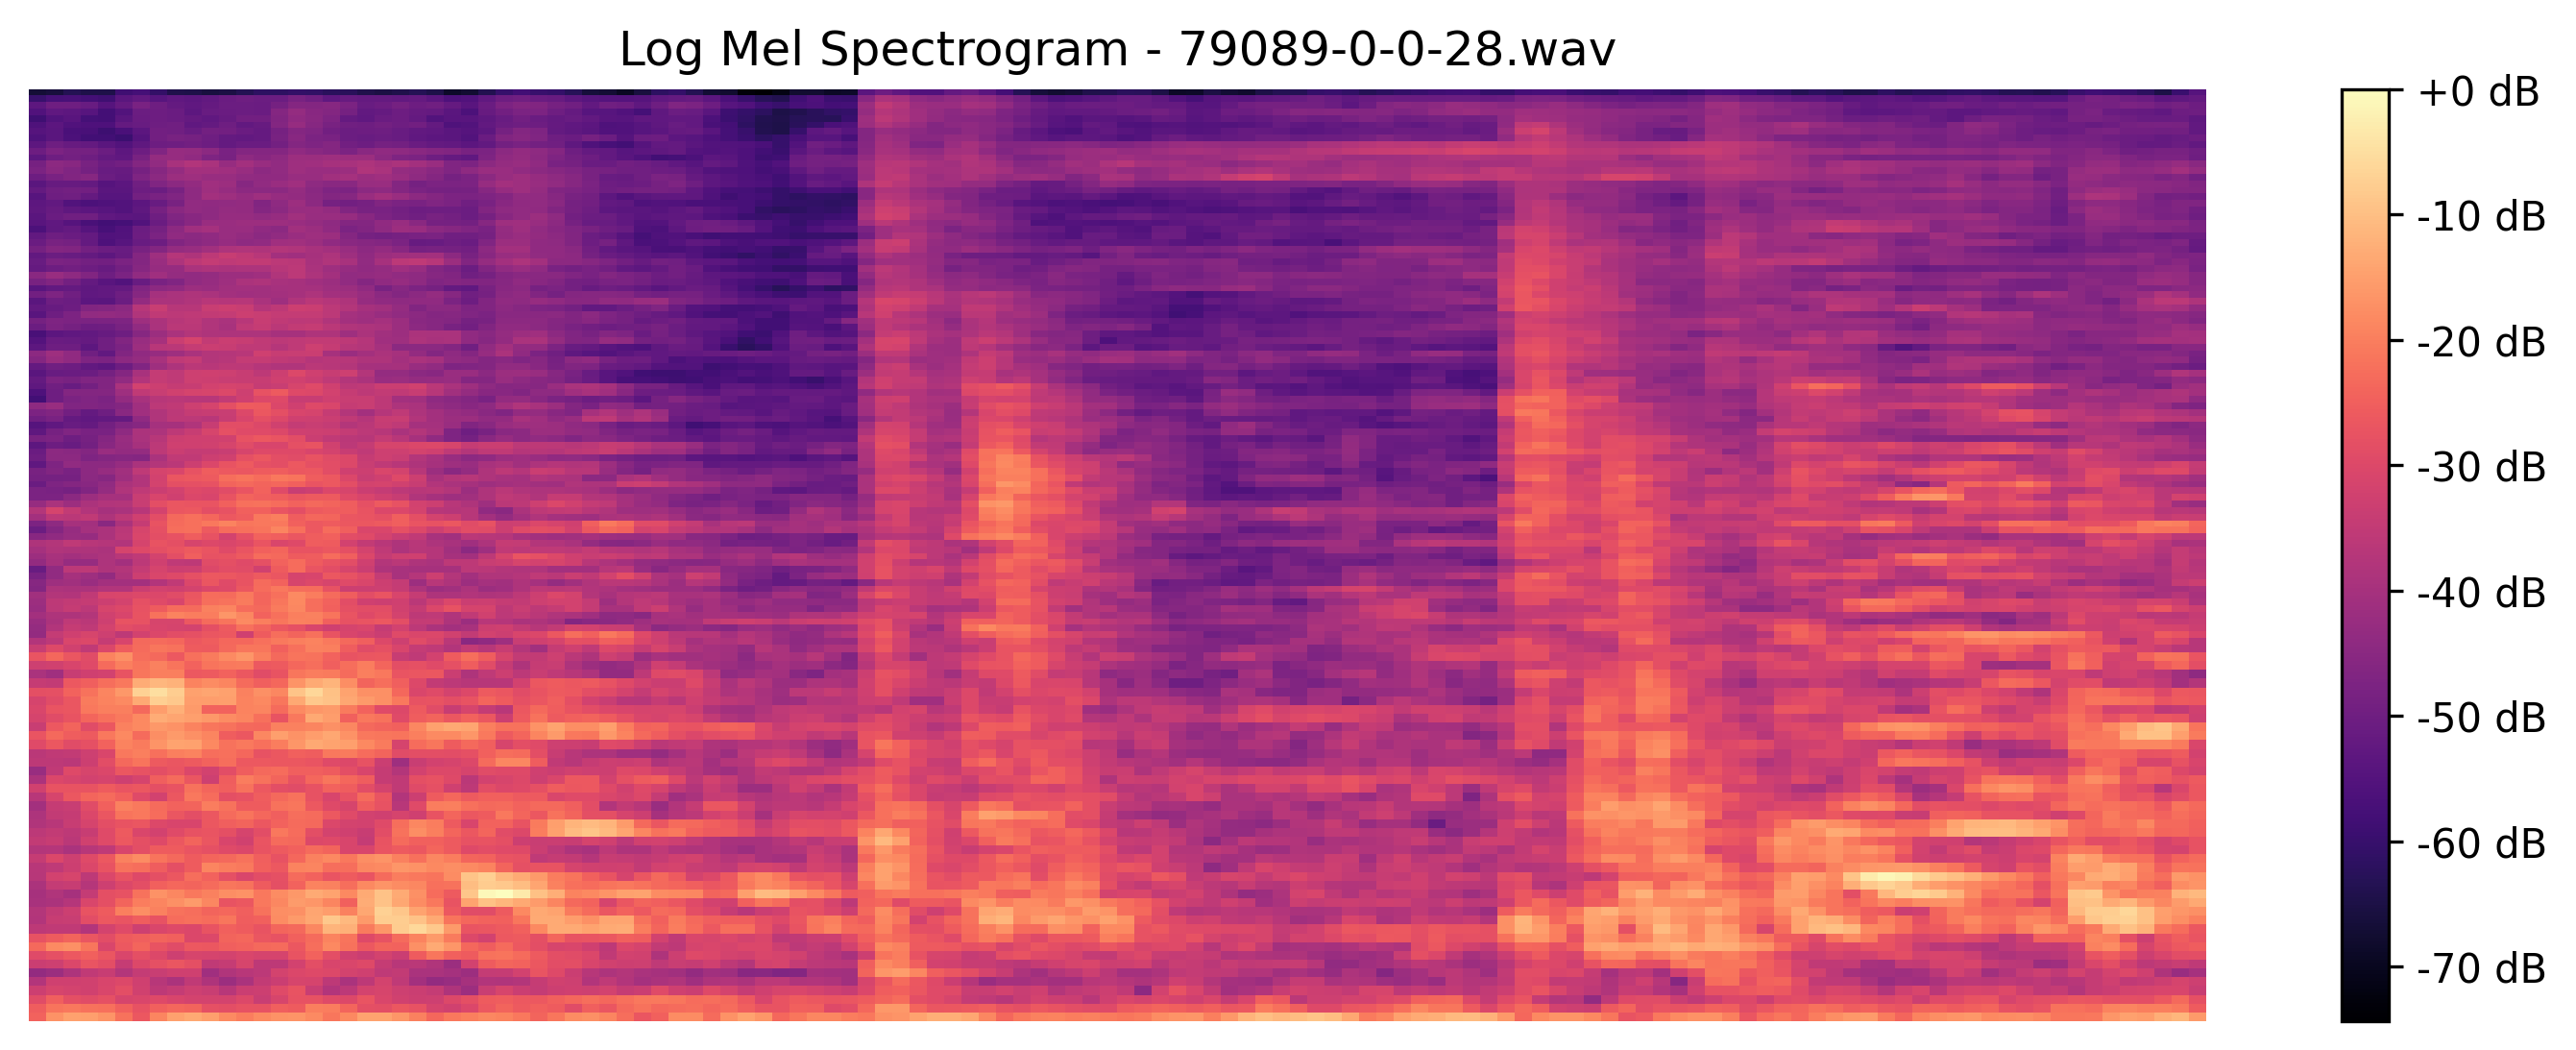 Log Mel Spectrogram - 79089-0-0-28.wav
+0 dB
-10 dB
-20 dB
-30 dB
-40 dB
-50 dB
-60 dB
-70 dB